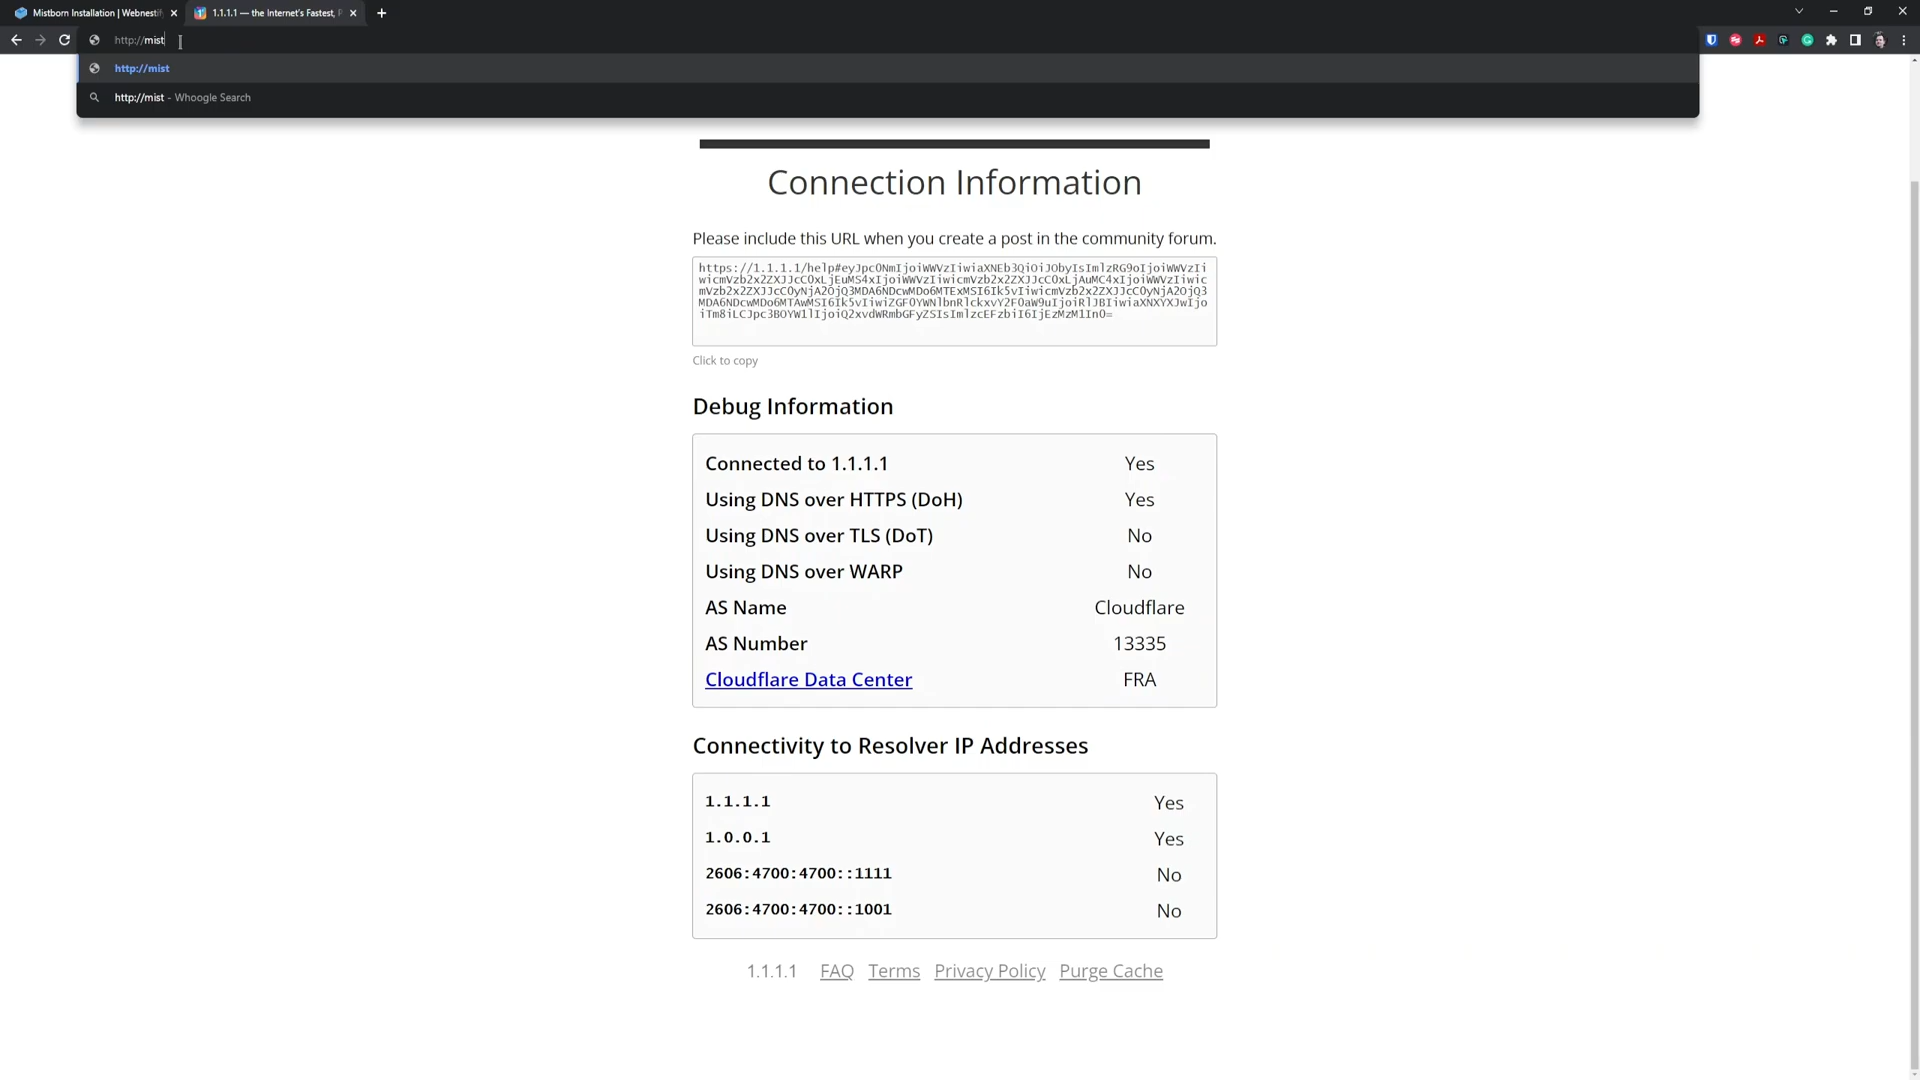 Mistborn Installation | Webnesti
1.1.1.1 — the Internet's Fastest, P
http://mist
http://mist
http://mist - Whoogle Search
Connection Information
Please include this URL when you create a post in the community forum.
Click to copy
Debug Information
Connected to 1.1.1.1 Yes
Using DNS over HTTPS (DoH) Yes
Using DNS over TLS (DoT) No
Using DNS over WARP No
AS Name Cloudflare
AS Number 13335
Cloudflare Data Center FRA
Connectivity to Resolver IP Addresses
1.1.1.1 Yes
1.0.0.1 Yes
2606:4700:4700::1111 No
2606:4700:4700::1001 No
1.1.1.1 FAQ Terms Privacy Policy Purge Cache